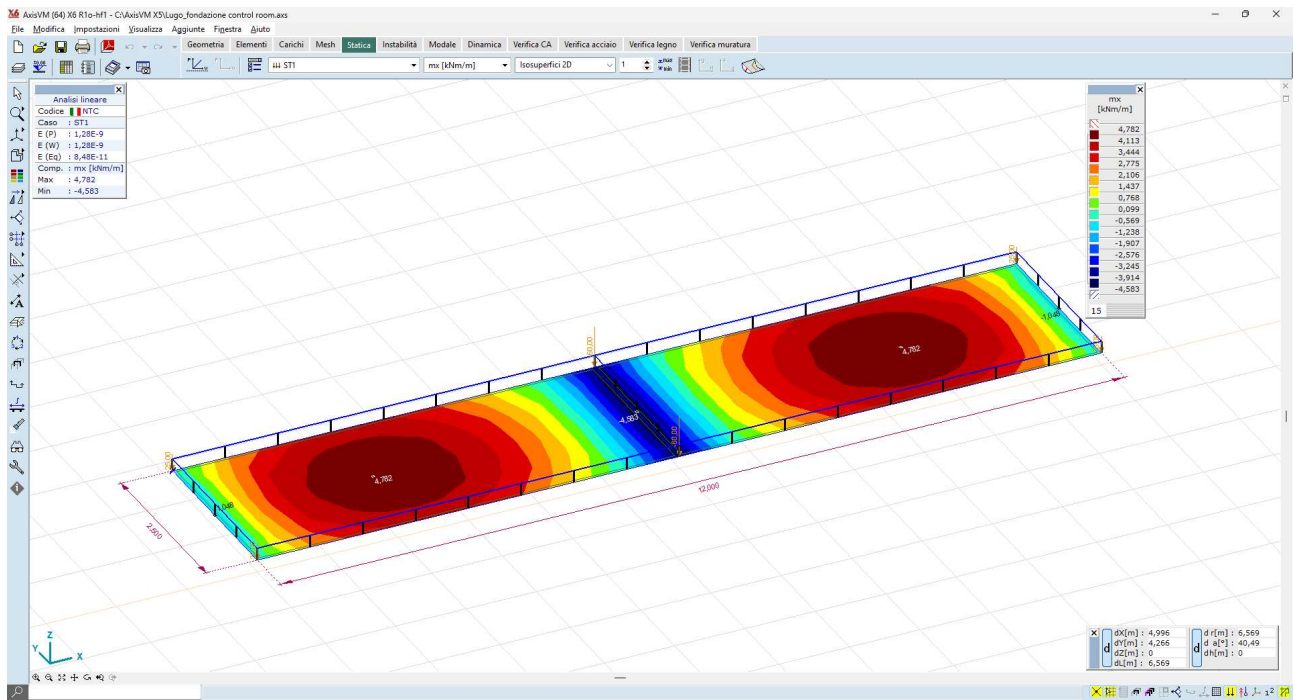 AxisVM (64) X6 R1o-hf1 - C:\AxisVM X5\Lugo_fondazione control room.axs
File Modifica Impostazioni Visualizza Aggiunte Finestra Aiuto
Geometria Elementi Carichi Mesh Statica Instabilità Modale Dinamica Verifica CA Verifica acciaio Verifica legno Verifica muratura
ST1 mx [kNm/m] Isosuperfici 2D 1
Analisi lineare
Codice NTC
Caso : ST1
E (P) : 1,28E-9
E (W) : 1,28E-9
E (Eq) : 8,48E-11
Comp. : mx [kNm/m]
Max : 4,782
Min : -4,583
mx
[kNm/m]
4,782
4,113
3,444
2,775
2,106
1,437
0,768
0,099
-0,569
-1,238
-1,907
-2,576
-3,245
-3,914
-4,583
15
-1,048
4,782
-4,583
4,782
12,000
2,500
Z
Y
X
dX[m] : 4,996
dY[m] : 4,266
dZ[m] : 0
dL[m] : 6,569
d
d r[m] : 6,569
d a[°] : 40,49
dh[m] : 0
d